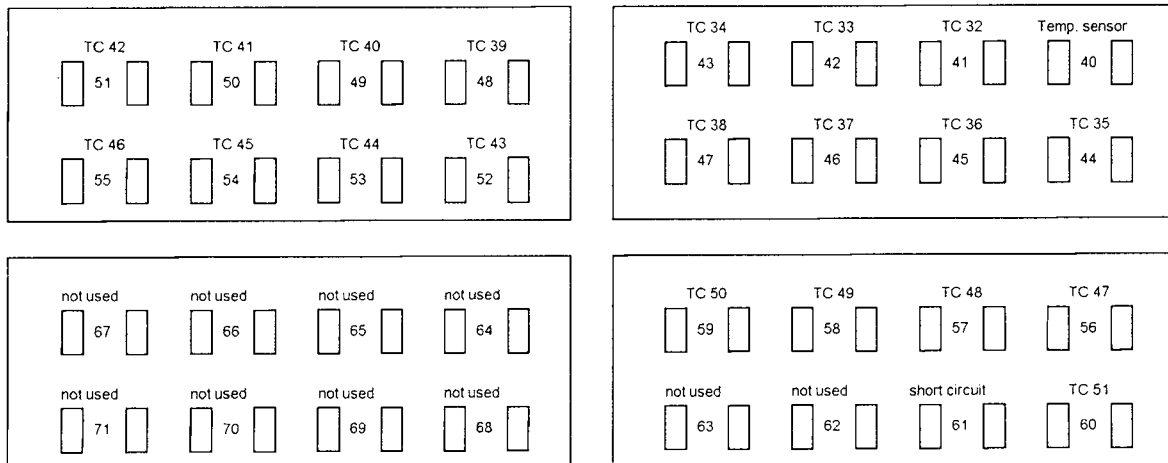 TC 42 TC 41 TC 40 TC 39
51 50 49 48
TC 46 TC 45 TC 44 TC 43
55 54 53 52
TC 34 TC 33 TC 32 Temp. sensor
43 42 41 40
TC 38 TC 37 TC 36 TC 35
47 46 45 44
not used not used not used not used
67 66 65 64
not used not used not used not used
71 70 69 68
TC 50 TC 49 TC 48 TC 47
59 58 57 56
not used not used short circuit TC 51
63 62 61 60